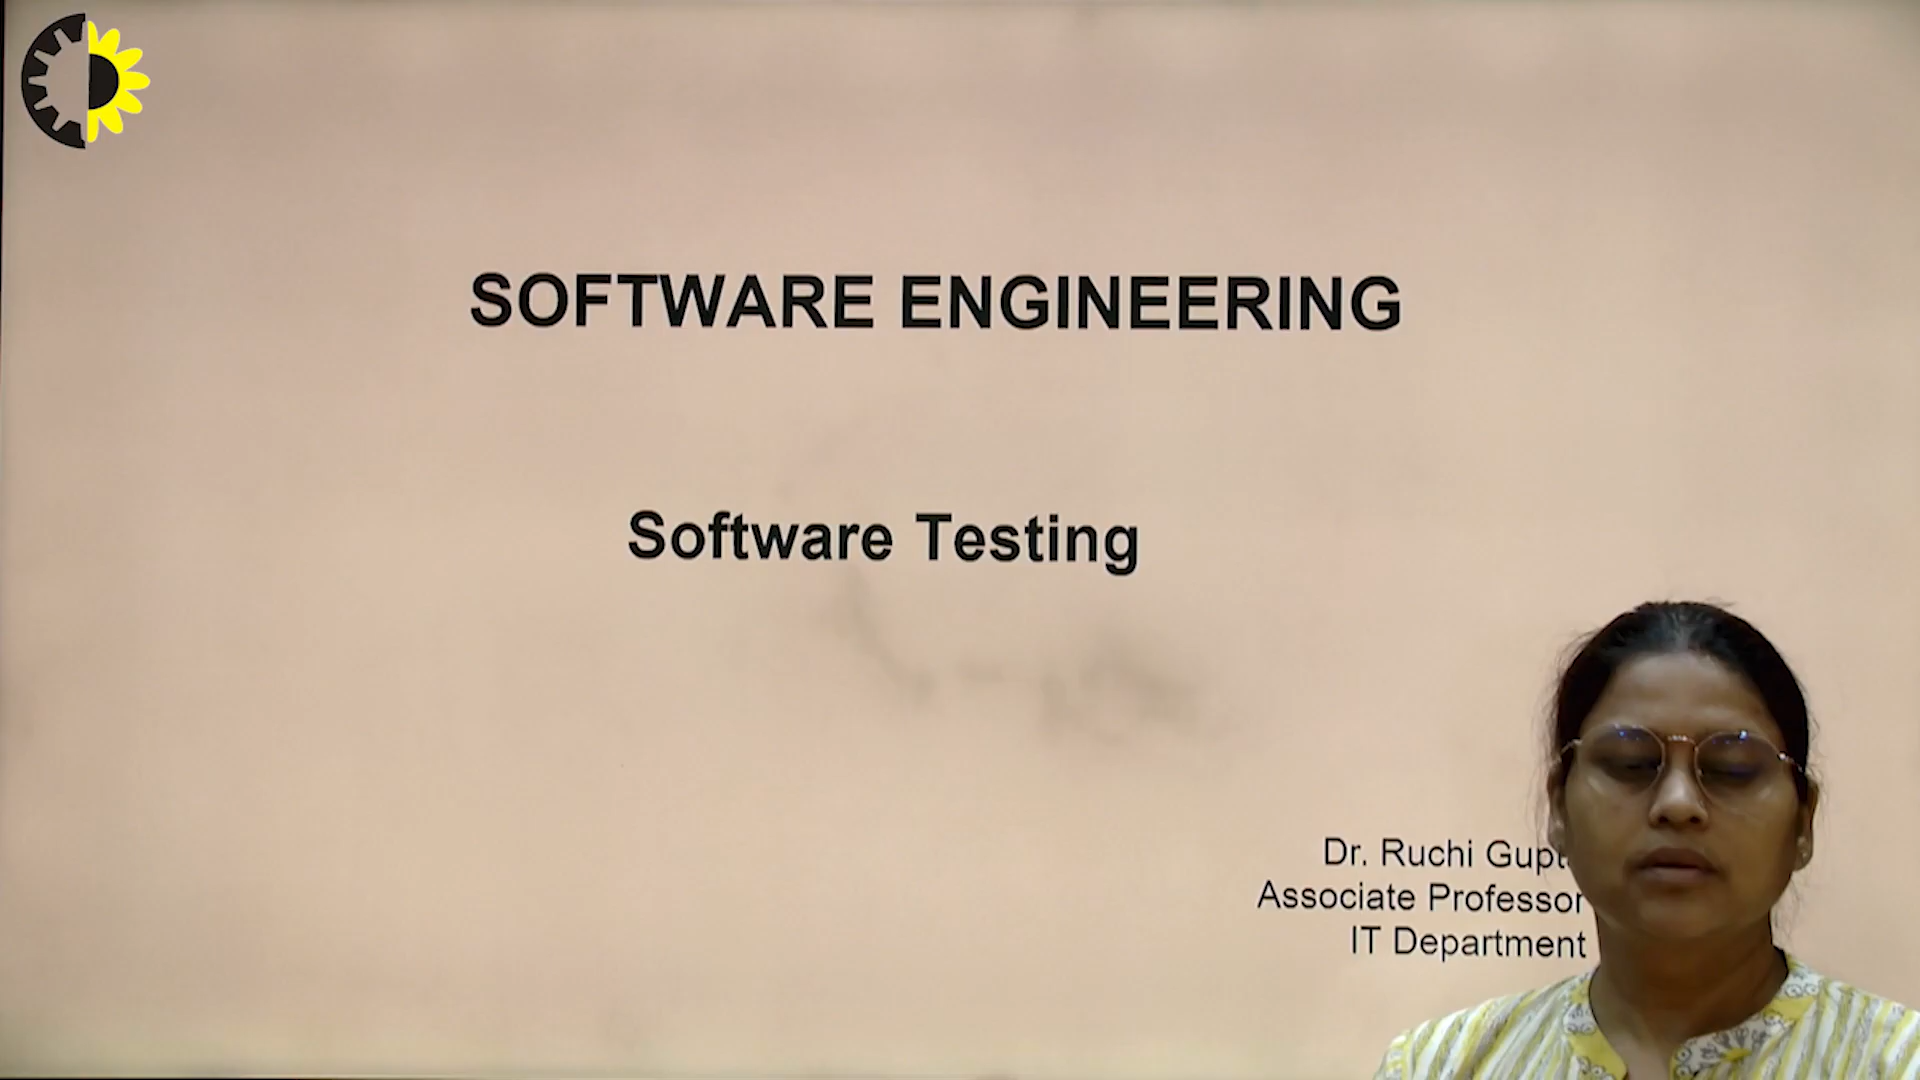 SOFTWARE ENGINEERING
Software Testing
Dr. Ruchi
Associate Professor
IT Department